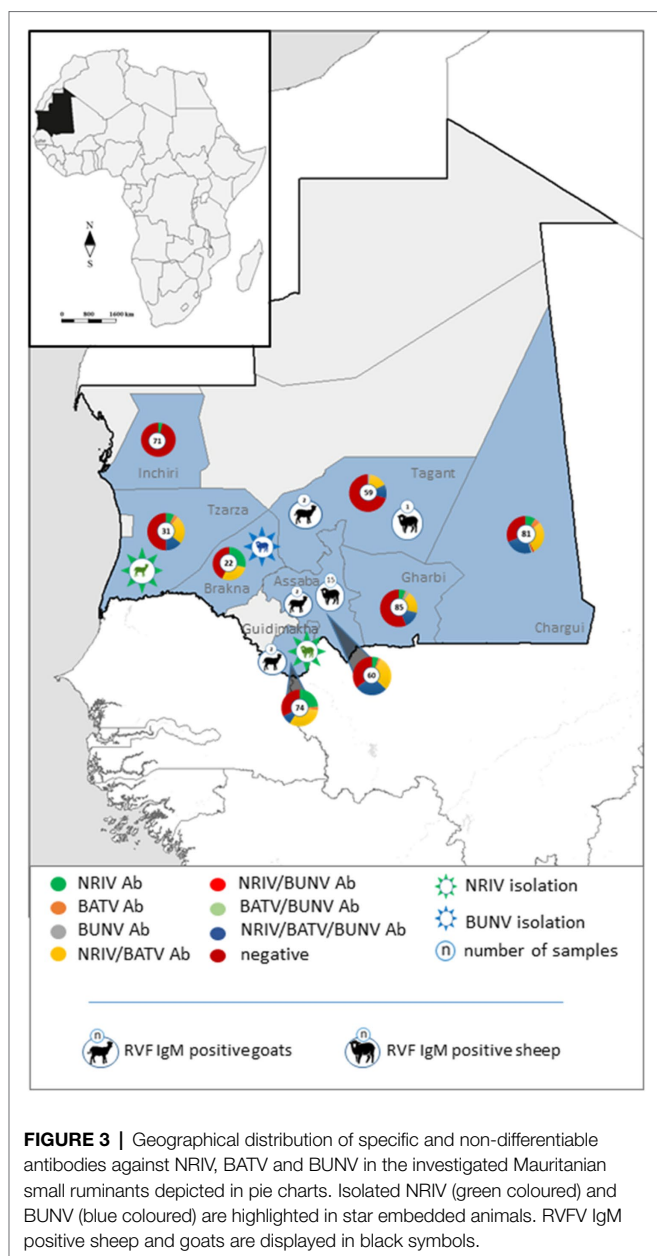 N
S
0 800 1600 km
71
Inchiri
59
Tagant
2
1
Tzarza
31
22
Brakna
81
Assaba
15
3
Gharbi
85
Chargui
Guidimakha
2
60
74
NRIV Ab
BATV Ab
BUNV Ab
NRIV/BATV Ab
NRIV/BUNV Ab
BATV/BUNV Ab
NRIV/BATV/BUNV Ab
negative
NRIV isolation
BUNV isolation
n number of samples
n RVF IgM positive goats
n RVF IgM positive sheep
FIGURE 3 | Geographical distribution of specific and non-differentiable
antibodies against NRIV, BATV and BUNV in the investigated Mauritanian
small ruminants depicted in pie charts. Isolated NRIV (green coloured) and
BUNV (blue coloured) are highlighted in star embedded animals. RVFV IgM
positive sheep and goats are displayed in black symbols.